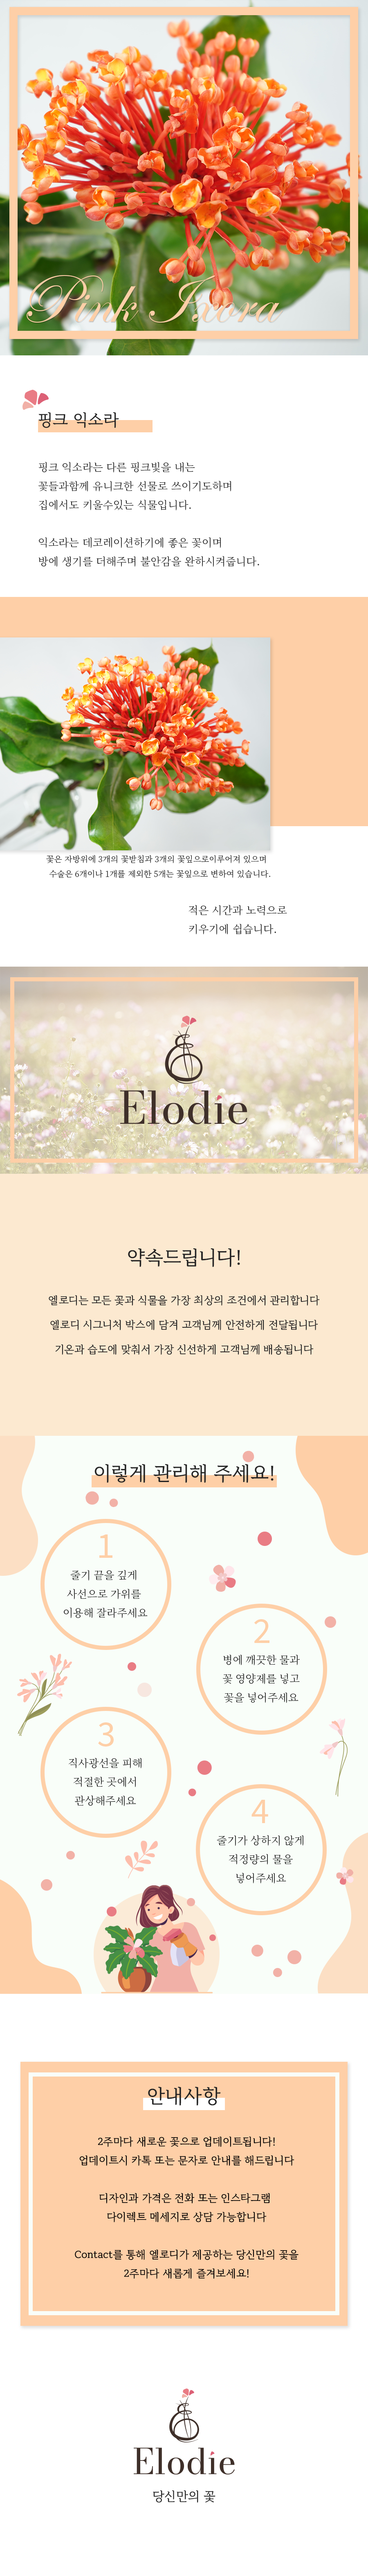 Pink Ixora
핑크 익소라
핑크 익소라는 다른 핑크빛을 내는
꽃들과함께 유니크한 선물로 쓰이기도하며
집에서도 키울수있는 식물입니다.
익소라는 데코레이션하기에 좋은 꽃이며
방에 생기를 더해주며 불안감을 완하시켜줍니다.
꽃은 자방위에 3개의 꽃받침과 3개의 꽃잎으로이루어져 있으며
수술은 6개이나 1개를 제외한 5개는 꽃잎으로 변하여 있습니다.
적은 시간과 노력으로
키우기에 쉽습니다.
Elodie
약속드립니다!
엘로디는 모든 꽃과 식물을 가장 최상의 조건에서 관리합니다
엘로디 시그니처 박스에 담겨 고객님께 안전하게 전달됩니다
기온과 습도에 맞춰서 가장 신선하게 고객님께 배송됩니다
이렇게 관리해 주세요!
1
줄기 끝을 깊게
사선으로 가위를
이용해 잘라주세요
2
병에 깨끗한 물과
꽃 영양제를 넣고
꽃을 넣어주세요
3
직사광선을 피해
적절한 곳에서
관상해주세요
4
줄기가 상하지 않게
적정량의 물을
넣어주세요
안내사항
2주마다 새로운 꽃으로 업데이트됩니다!
업데이트시 카톡 또는 문자로 안내를 해드립니다
디자인과 가격은 전화 또는 인스타그램
다이렉트 메세지로 상담 가능합니다
Contact를 통해 엘로디가 제공하는 당신만의 꽃을
2주마다 새롭게 즐겨보세요!
Elodie
당신만의 꽃